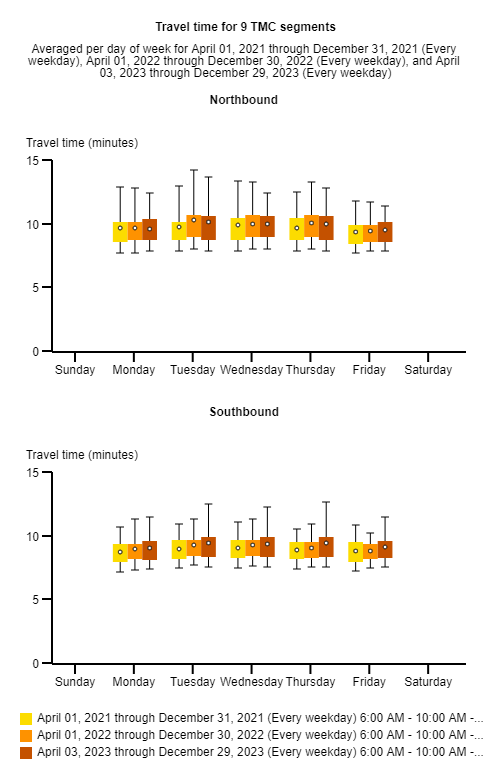 Travel time for 9 TMC segments
Averaged per day of week for April 01, 2021 through December 31, 2021 (Every
weekday), April 01, 2022 through December 30, 2022 (Every weekday), and April
03, 2023 through December 29, 2023 (Every weekday)
Northbound
Travel time (minutes)
15
10
5
0
Sunday Monday Tuesday Wednesday Thursday Friday Saturday
Southbound
Travel time (minutes)
15
10
5
0
Sunday Monday Tuesday Wednesday Thursday Friday Saturday
April 01, 2021 through December 31, 2021 (Every weekday) 6:00 AM - 10:00 AM -...
April 01, 2022 through December 30, 2022 (Every weekday) 6:00 AM - 10:00 AM -...
April 03, 2023 through December 29, 2023 (Every weekday) 6:00 AM - 10:00 AM -...